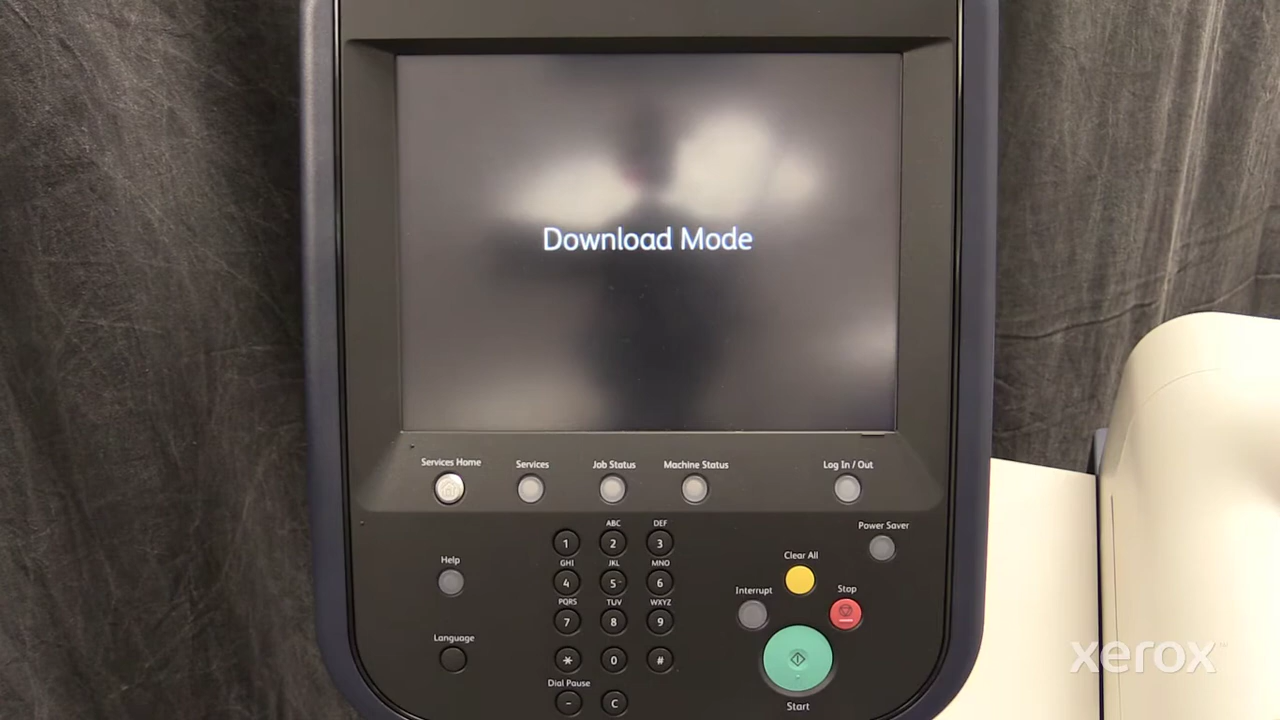 Download Mode
Services Home Services Job Status Machine Status Log In / Out
Power Saver
ABC DEF
1 2 3
Clear All
Help
GHI JKL MNO
4 5 6
Interrupt Stop
PQRS TUV WXYZ
7 8 9
Language
* 0 #
Dial Pause
- C
Start
xerox™